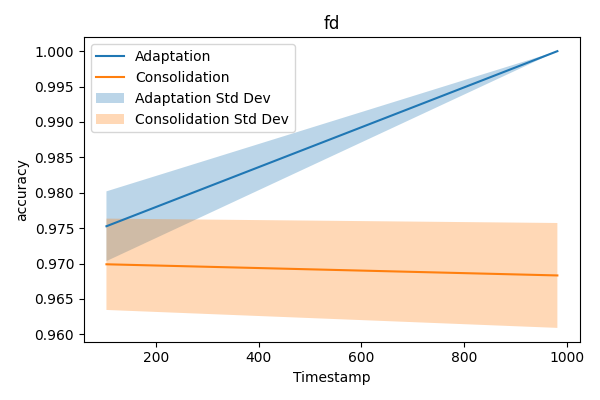 fd
Adaptation
Consolidation
Adaptation Std Dev
Consolidation Std Dev
accuracy
1.000
0.995
0.990
0.985
0.980
0.975
0.970
0.965
0.960
200 400 600 800 1000
Timestamp